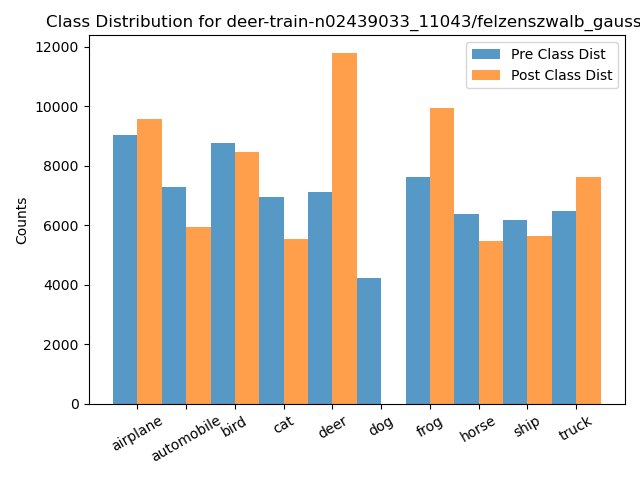 Class Distribution for deer-train-n02439033_11043/felzenszwalb_gauss
Pre Class Dist
Post Class Dist
Counts
12000
10000
8000
6000
4000
2000
0
airplane
automobile
bird
cat
deer
dog
frog
horse
ship
truck